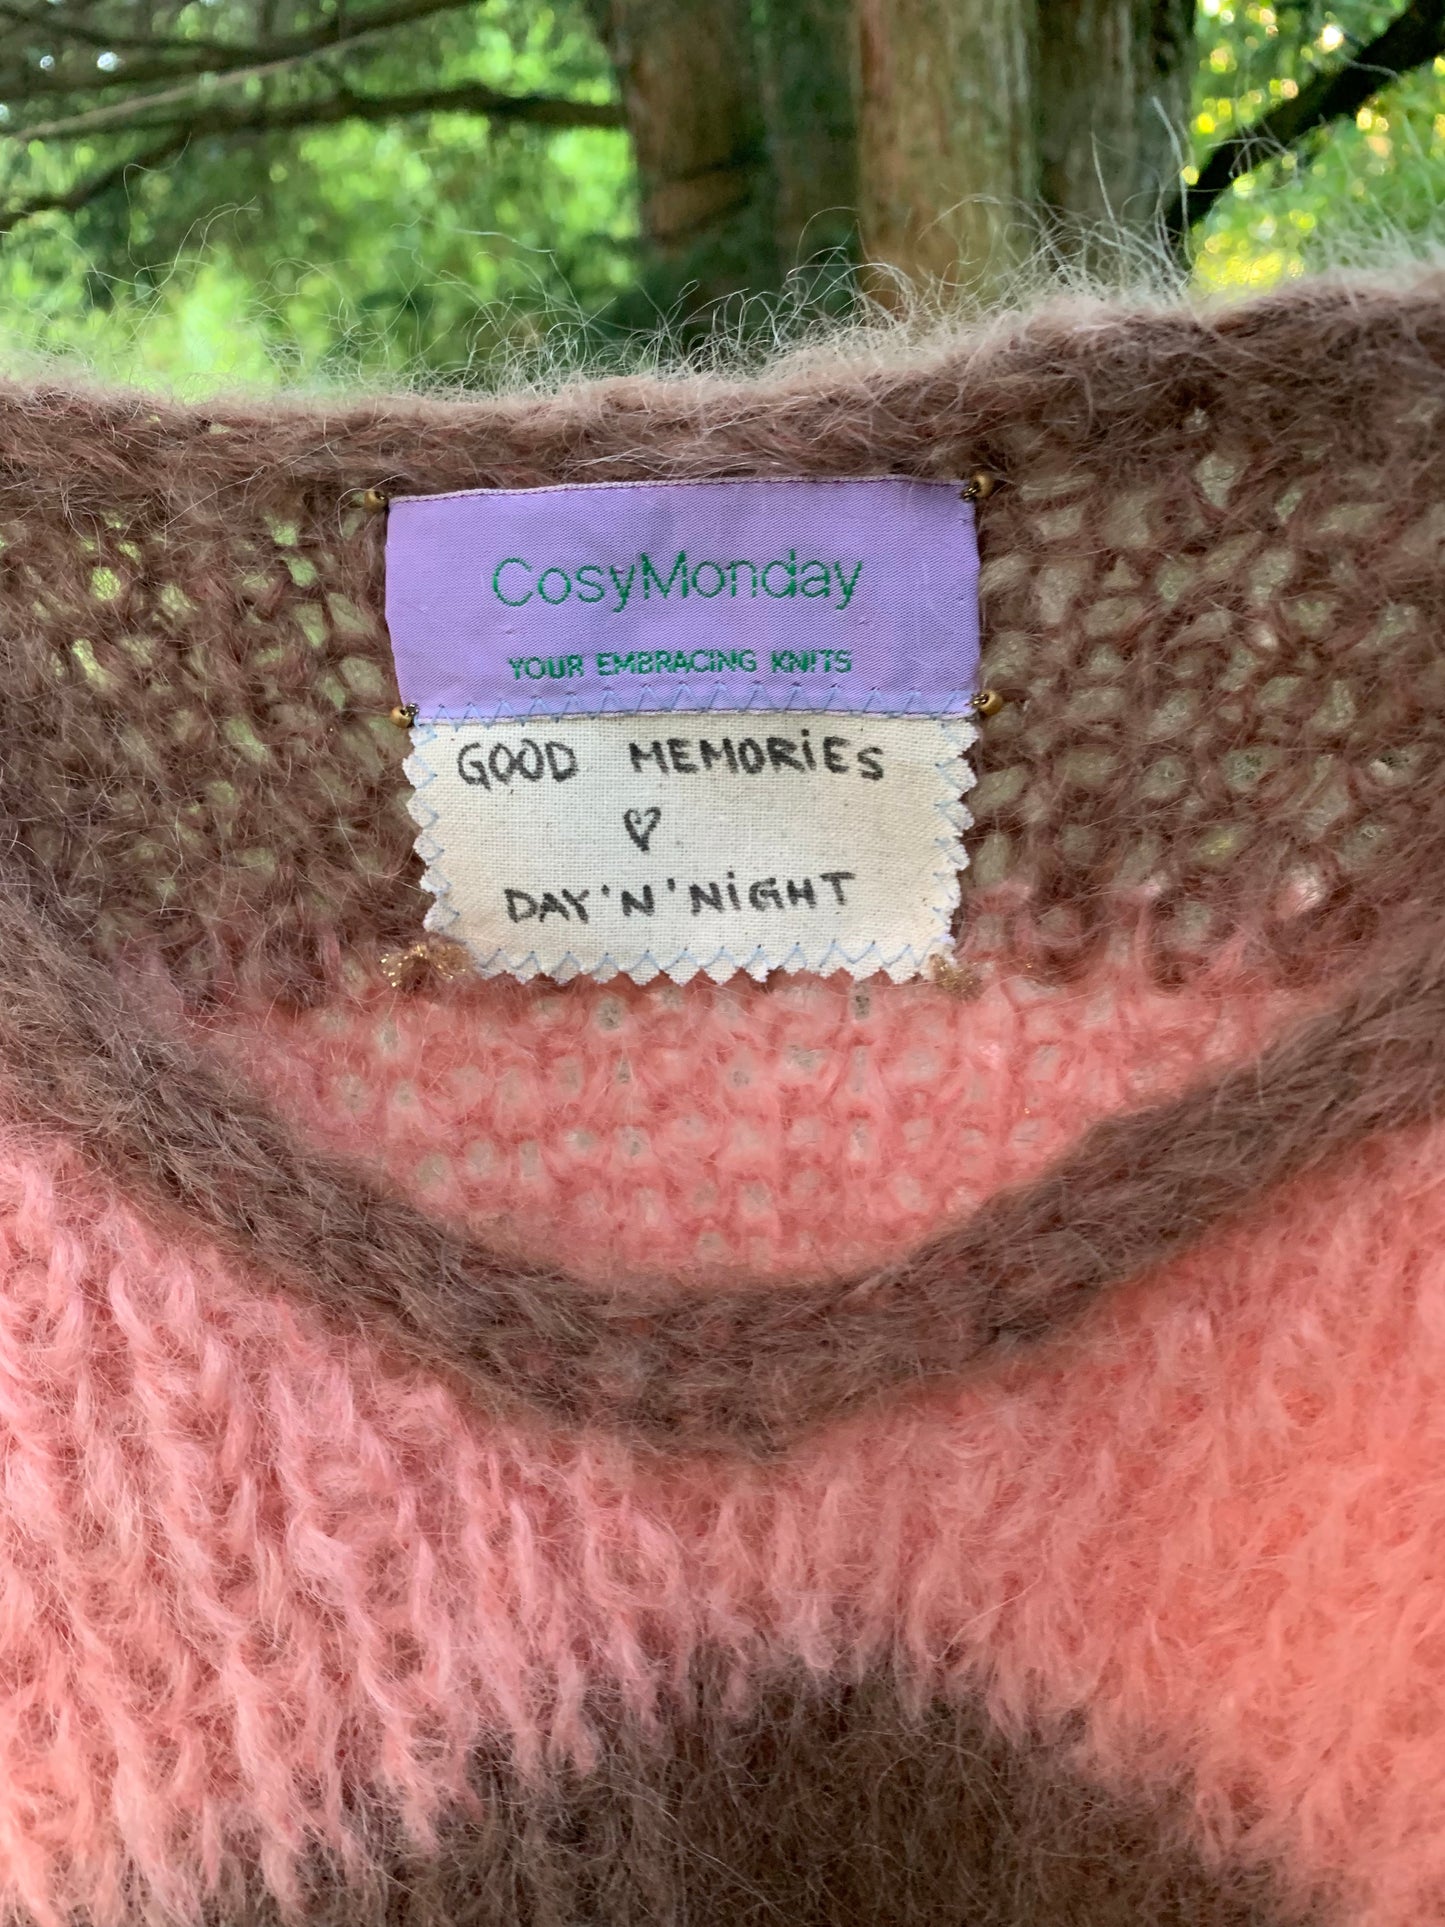 CosyMonday
YOUR EMBRACING KNITS
GOOD MEMORiES
♡
DAY'N'NiGHT